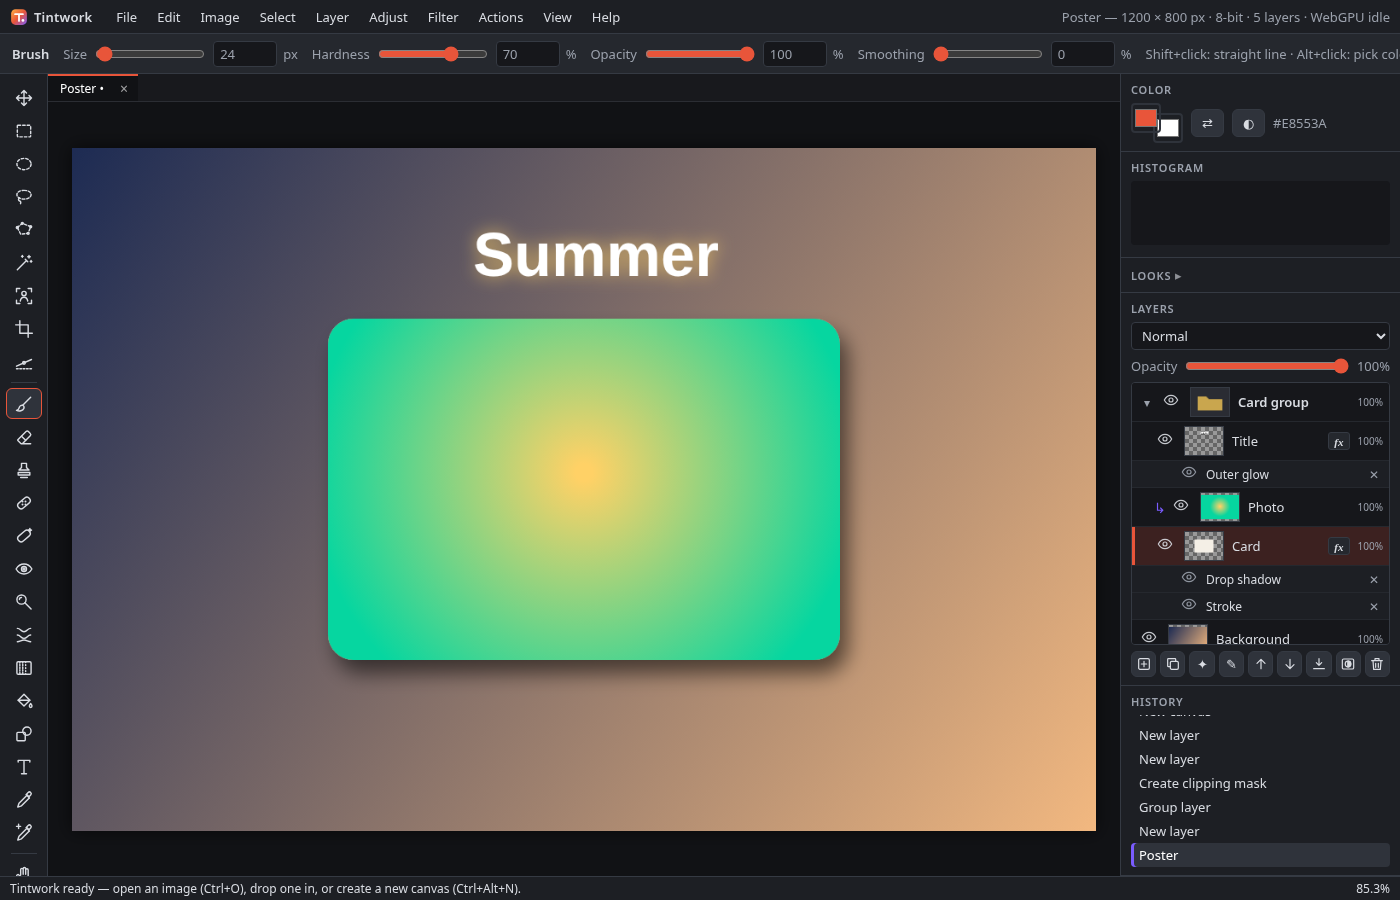 Tintwork File Edit Image Select Layer Adjust Filter Actions View Help Poster — 1200 × 800 px · 8-bit · 5 layers · WebGPU idle
Brush Size 24 px Hardness 70 % Opacity 100 % Smoothing 0 % Shift+click: straight line · Alt+click: pick col
Poster • ×
COLOR
#E8553A
HISTOGRAM
LOOKS ▸
LAYERS
Normal
Opacity 100%
Card group 100%
Title fx 100%
Outer glow ×
Photo 100%
Card fx 100%
Drop shadow ×
Stroke ×
Background 100%
HISTORY
New canvas
New layer
New layer
Create clipping mask
Group layer
New layer
Poster
Summer
Tintwork ready — open an image (Ctrl+O), drop one in, or create a new canvas (Ctrl+Alt+N). 85.3%